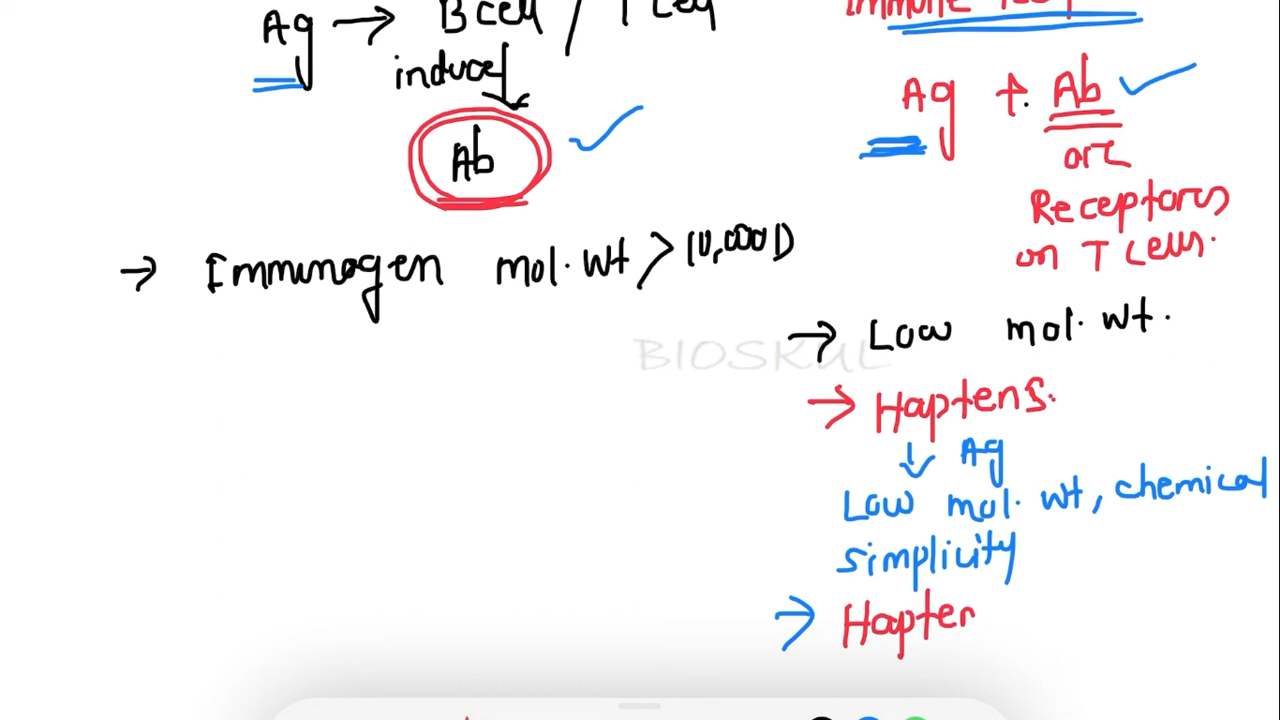 Ag → B cell / T cell
induce
Ab
→ Immunogen mol. wt > 10,000 D
Immune
Ag + Ab
or
Receptors
on T cells.
→ Low mol. wt.
BIOSKUL
→ Haptens.
↓ Ag
Low mol. wt, chemical
simplicity
→ Hapten